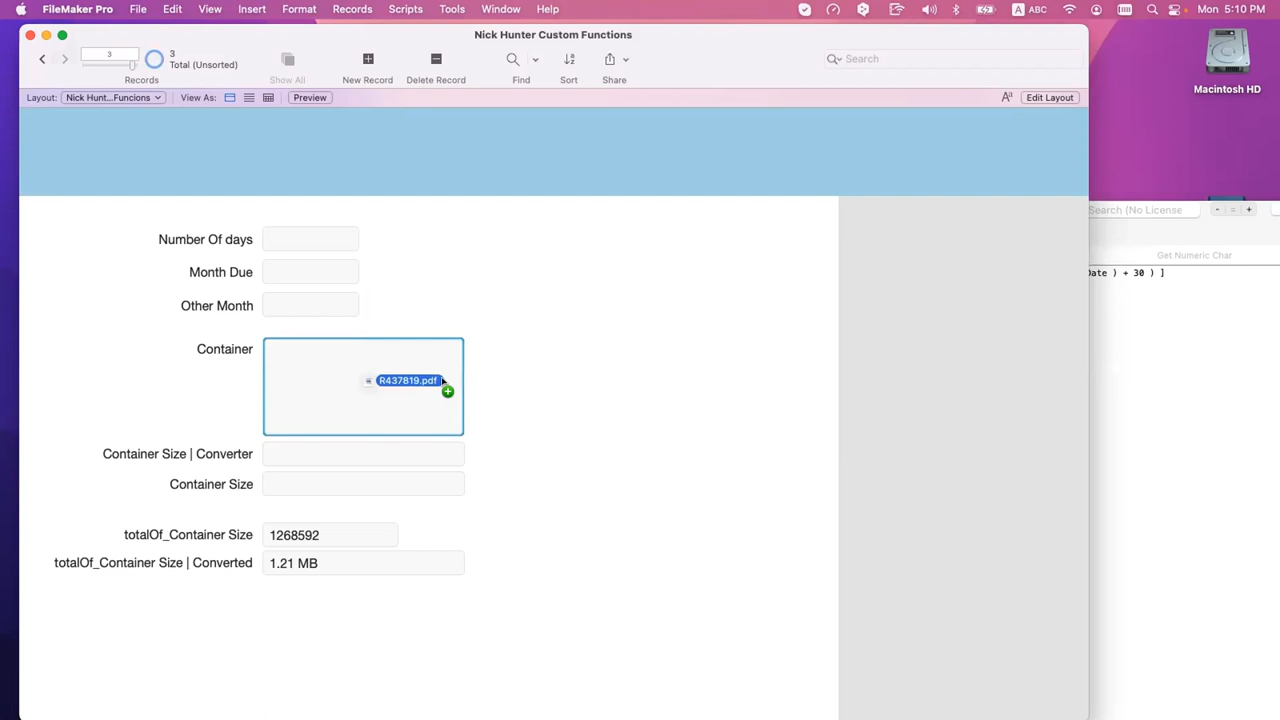 FileMaker Pro File Edit View Insert Format Records Scripts Tools Window Help A ABC Mon. 5:10 PM
Nick Hunter Custom Functions
3 3 Total (Unsorted) Search
Records Show All New Record Delete Record Find Sort Share
Macintosh HD
Layout: Nick Hunt...Funcions View As: Preview Aa Edit Layout
Search (No License - = +
Number Of days
Get Numeric Char
Month Due
Date ) + 30 ) ]
Other Month
Container
R437819.pdf
Container Size | Converter
Container Size
totalOf_Container Size 1268592
totalOf_Container Size | Converted 1.21 MB